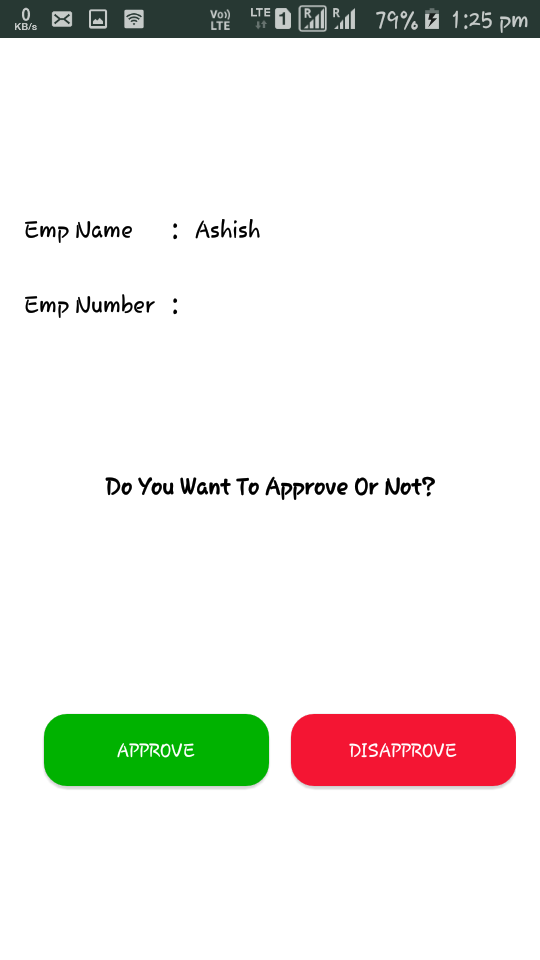 0 KB/s Vo)) LTE LTE 1 R R 79% 1:25 pm
Emp Name : Ashish
Emp Number :
Do You Want To Approve Or Not?
APPROVE DISAPPROVE